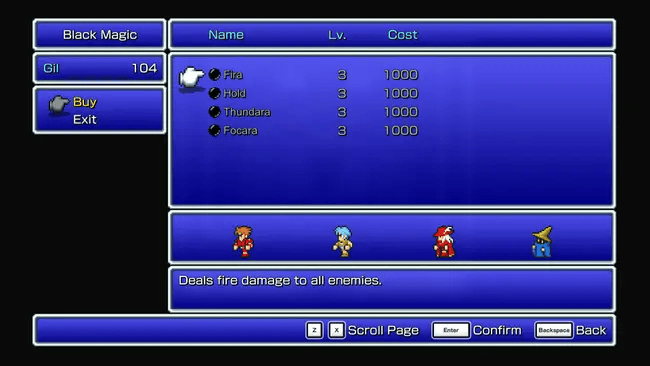 Black Magic
Name Lv. Cost
Gil 104
Buy
Exit
Fira 3 1000
Hold 3 1000
Thundara 3 1000
Focara 3 1000
Deals fire damage to all enemies.
Z X Scroll Page Enter Confirm Backspace Back